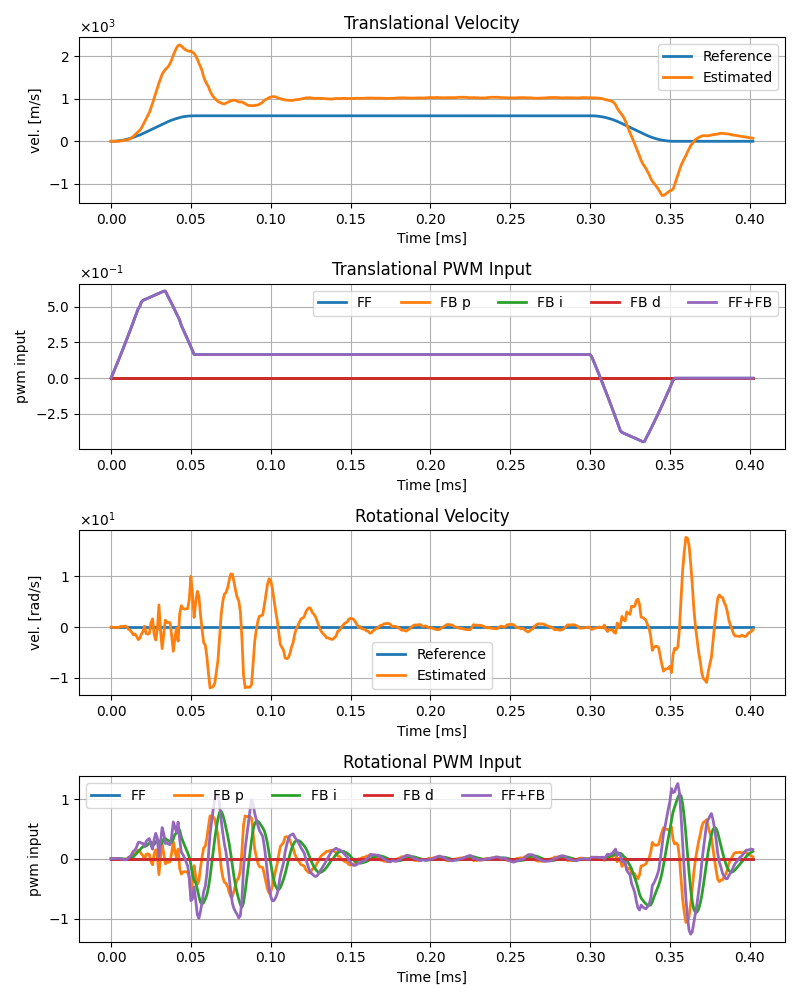 Translational Velocity
×10³
2
1
0
−1
vel. [m/s]
Reference
Estimated
0.00 0.05 0.10 0.15 0.20 0.25 0.30 0.35 0.40
Time [ms]
Translational PWM Input
×10⁻¹
5.0
2.5
0.0
−2.5
pwm input
FF FB p FB i FB d FF+FB
0.00 0.05 0.10 0.15 0.20 0.25 0.30 0.35 0.40
Time [ms]
Rotational Velocity
×10¹
1
0
−1
vel. [rad/s]
Reference
Estimated
0.00 0.05 0.10 0.15 0.20 0.25 0.30 0.35 0.40
Time [ms]
Rotational PWM Input
1
0
−1
pwm input
FF FB p FB i FB d FF+FB
0.00 0.05 0.10 0.15 0.20 0.25 0.30 0.35 0.40
Time [ms]